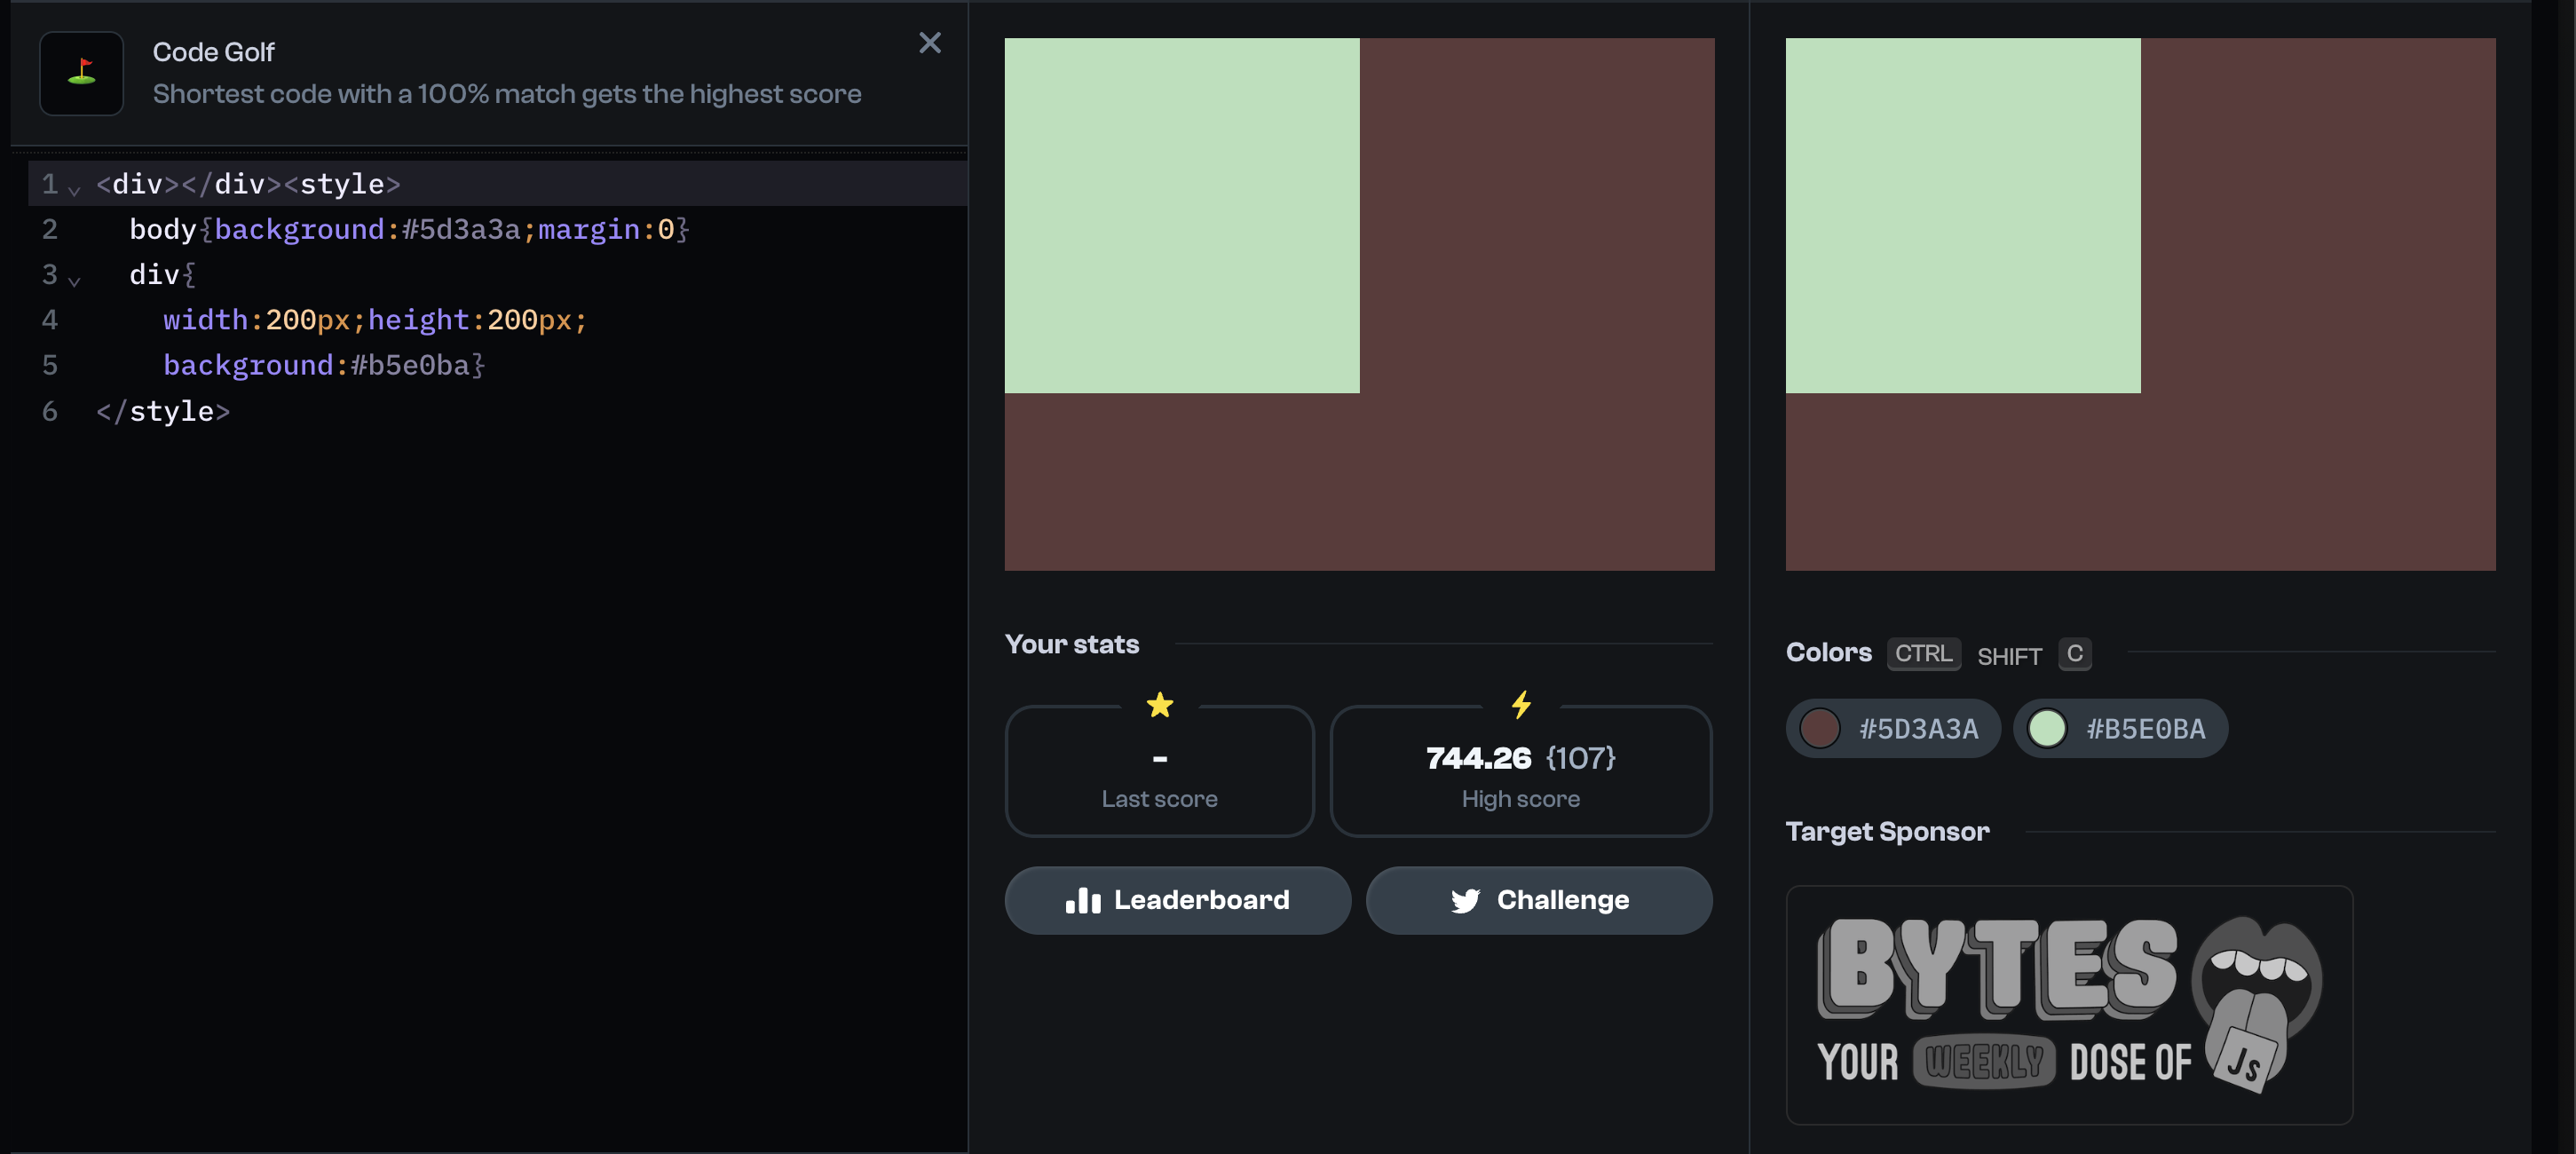 Code Golf
Shortest code with a 100% match gets the highest score
1 <div></div><style>
2 body{background:#5d3a3a;margin:0}
3 div{
4 width:200px;height:200px;
5 background:#b5e0ba}
6 </style>
Your stats
-
Last score
744.26 {107}
High score
Leaderboard
Challenge
Colors CTRL SHIFT C
#5D3A3A #B5E0BA
Target Sponsor
BYTES
YOUR WEEKLY DOSE OF
Js